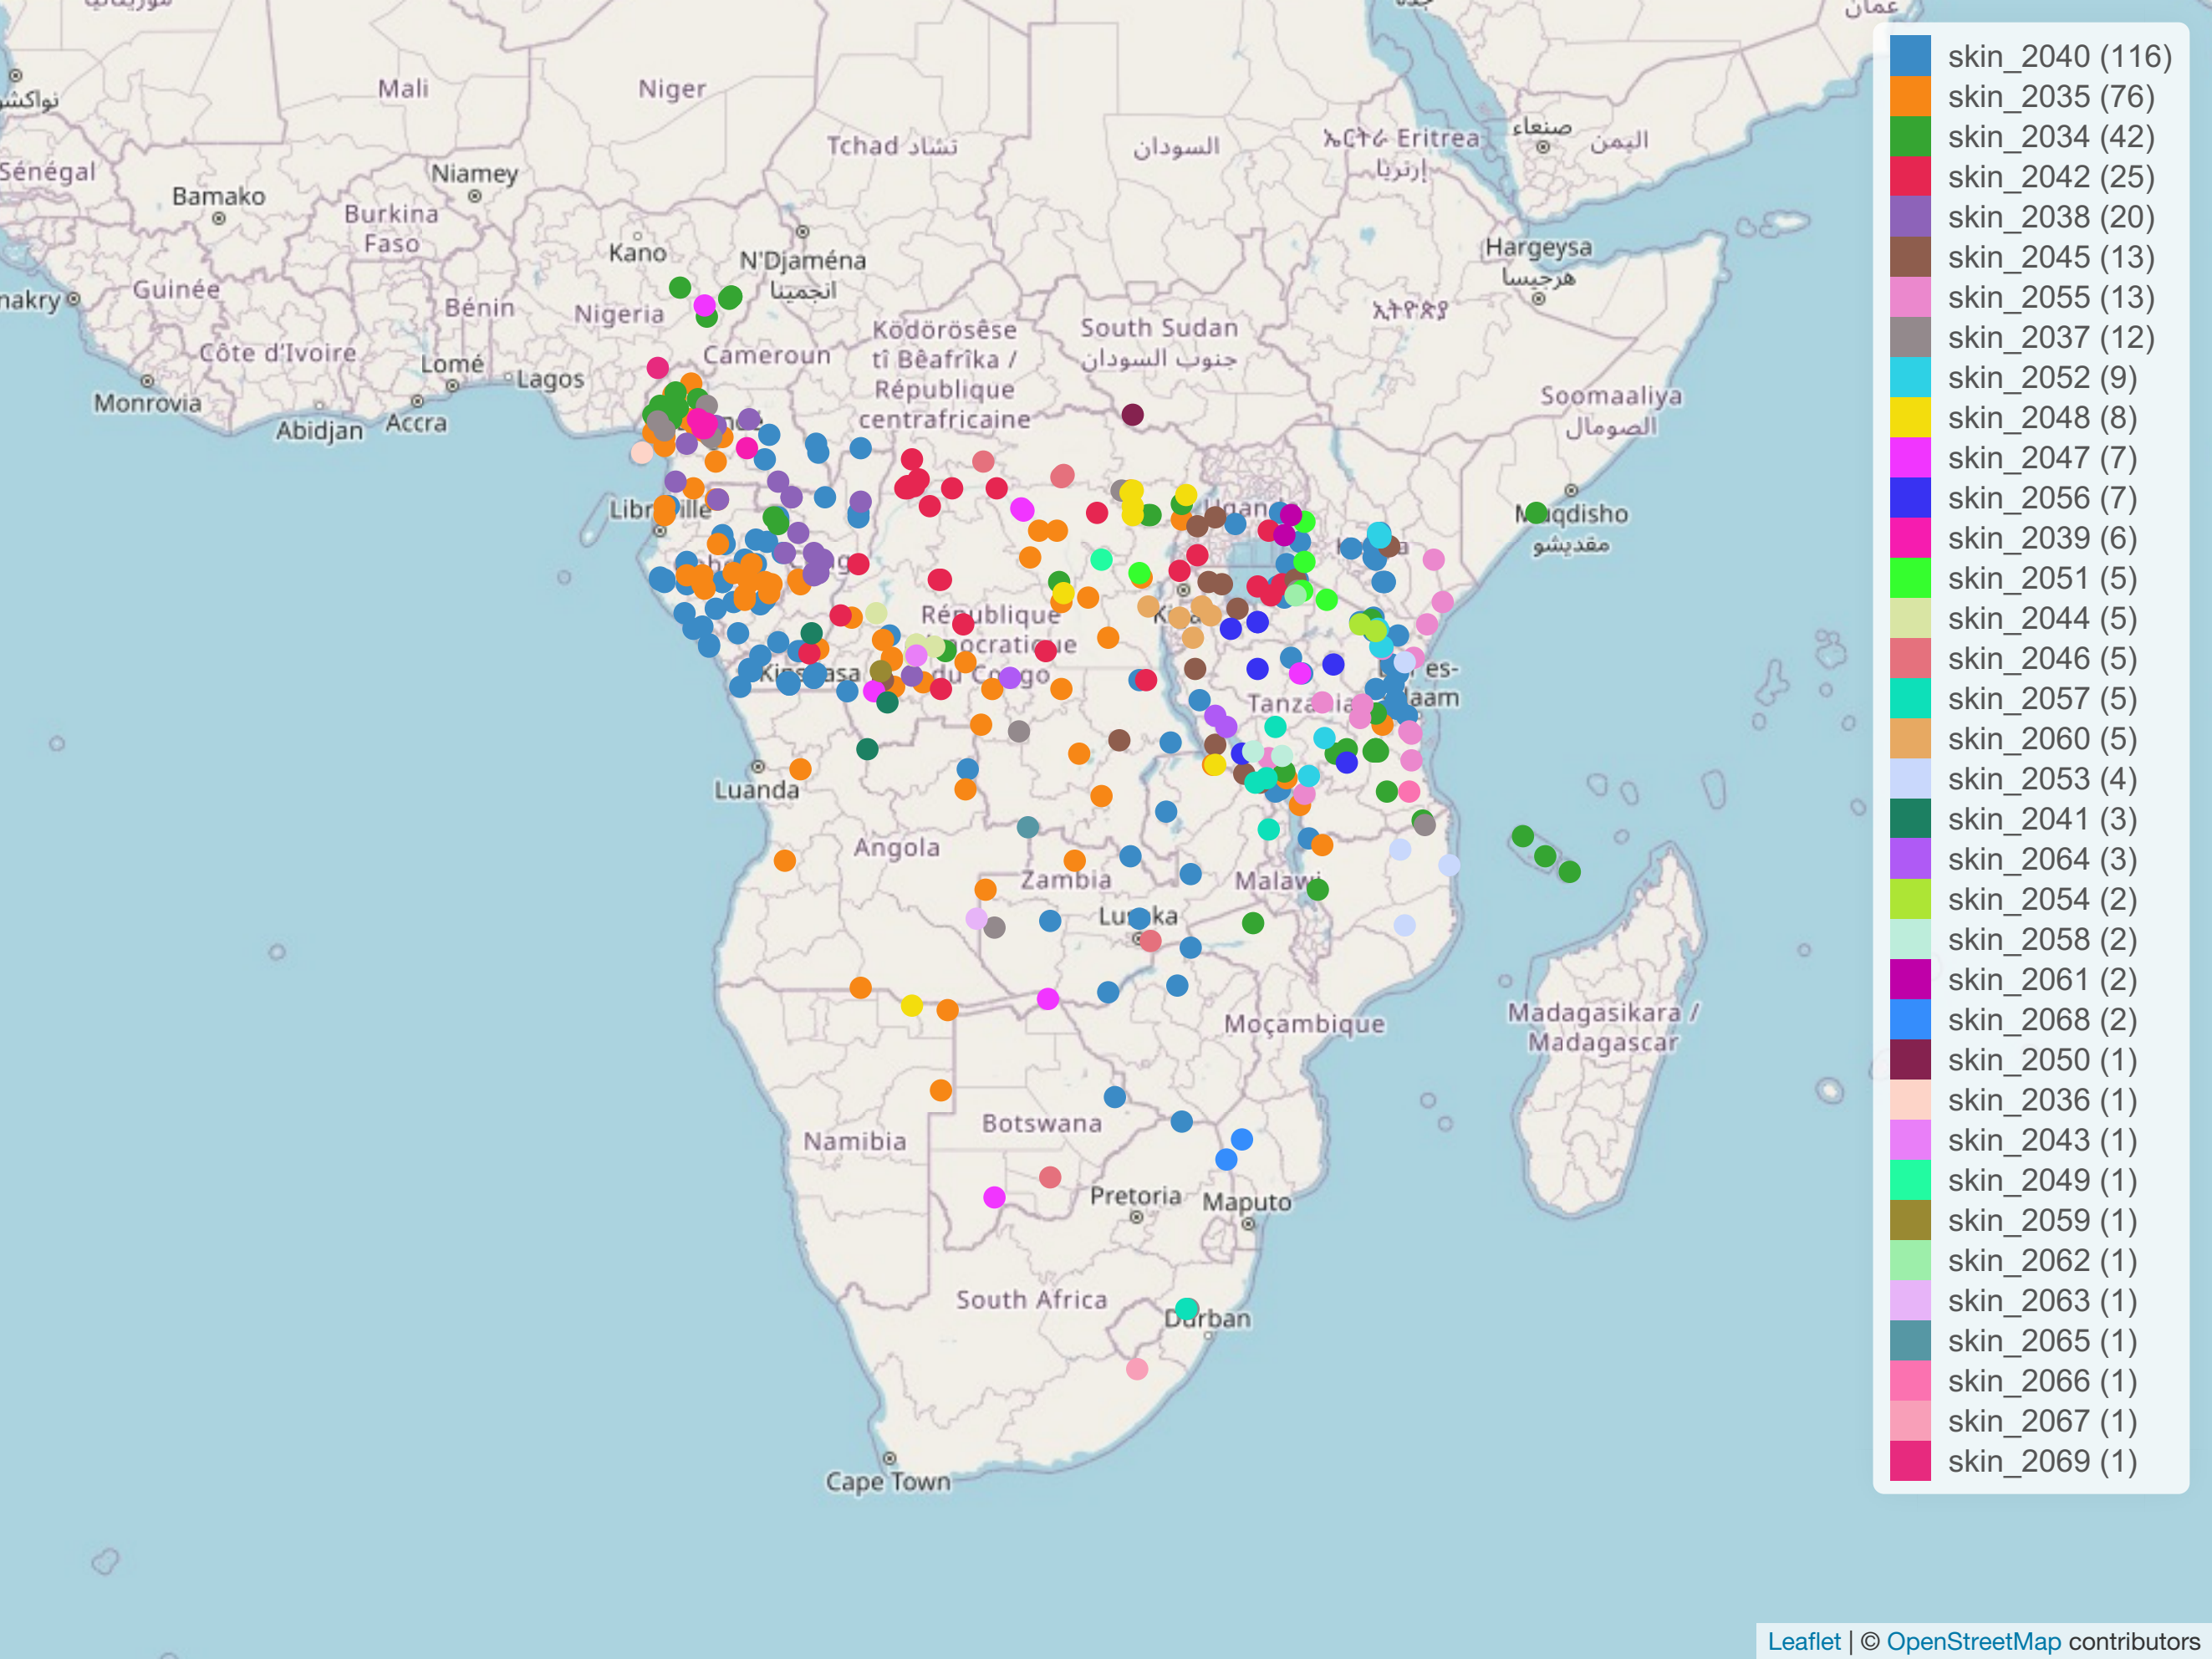 عمان
نواكشو
Mali
Niger
Tchad تشاد
السودان
ኤርትራ Eritrea
إرتريا
صنعاء
اليمن
Sénégal
Bamako
Niamey
Burkina
Faso
Kano
N'Djaména
انجمينا
Hargeysa
هرجيسا
nakry
Guinée
Bénin
Nigeria
ኢትዮጵያ
Côte d'Ivoire
Lomé
Lagos
Cameroun
Ködörösêse
tî Bêafrîka /
République
centrafricaine
South Sudan
جنوب السودان
Monrovia
Abidjan
Accra
Soomaaliya
الصومال
Muqdisho
مقديشو
République
du Congo
Tanzania
Luanda
Angola
Zambia
Malawi
Lusaka
Moçambique
Madagasikara /
Madagascar
Namibia
Botswana
Pretoria
Maputo
South Africa
Durban
Cape Town
skin_2040 (116)
skin_2035 (76)
skin_2034 (42)
skin_2042 (25)
skin_2038 (20)
skin_2045 (13)
skin_2055 (13)
skin_2037 (12)
skin_2052 (9)
skin_2048 (8)
skin_2047 (7)
skin_2056 (7)
skin_2039 (6)
skin_2051 (5)
skin_2044 (5)
skin_2046 (5)
skin_2057 (5)
skin_2060 (5)
skin_2053 (4)
skin_2041 (3)
skin_2064 (3)
skin_2054 (2)
skin_2058 (2)
skin_2061 (2)
skin_2068 (2)
skin_2050 (1)
skin_2036 (1)
skin_2043 (1)
skin_2049 (1)
skin_2059 (1)
skin_2062 (1)
skin_2063 (1)
skin_2065 (1)
skin_2066 (1)
skin_2067 (1)
skin_2069 (1)
Leaflet | © OpenStreetMap contributors